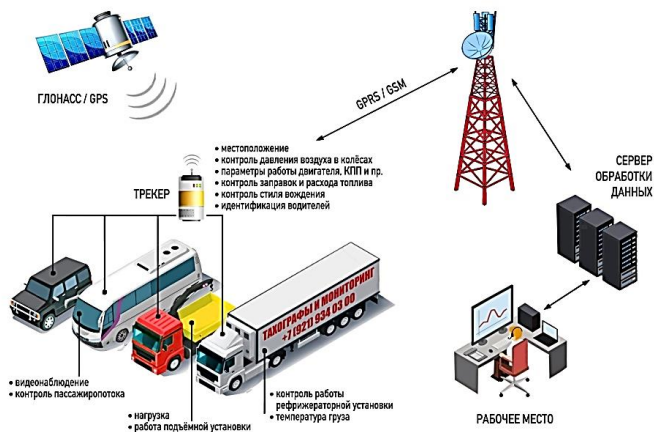 ГЛОНАСС / GPS
GPRS / GSM
• местоположение
• контроль давления воздуха в колёсах
• параметры работы двигателя, КПП и пр.
• контроль заправок и расхода топлива
• контроль стиля вождения
• идентификация водителей
ТРЕКЕР
СЕРВЕР
ОБРАБОТКИ
ДАННЫХ
ТАХОГРАФЫ И МОНИТОРИНГ
+7 (921) 934 03 00
• видеонаблюдение
• контроль пассажиропотока
• нагрузка
• работа подъёмной установки
• контроль работы
рефрижераторной установки
• температура груза
РАБОЧЕЕ МЕСТО